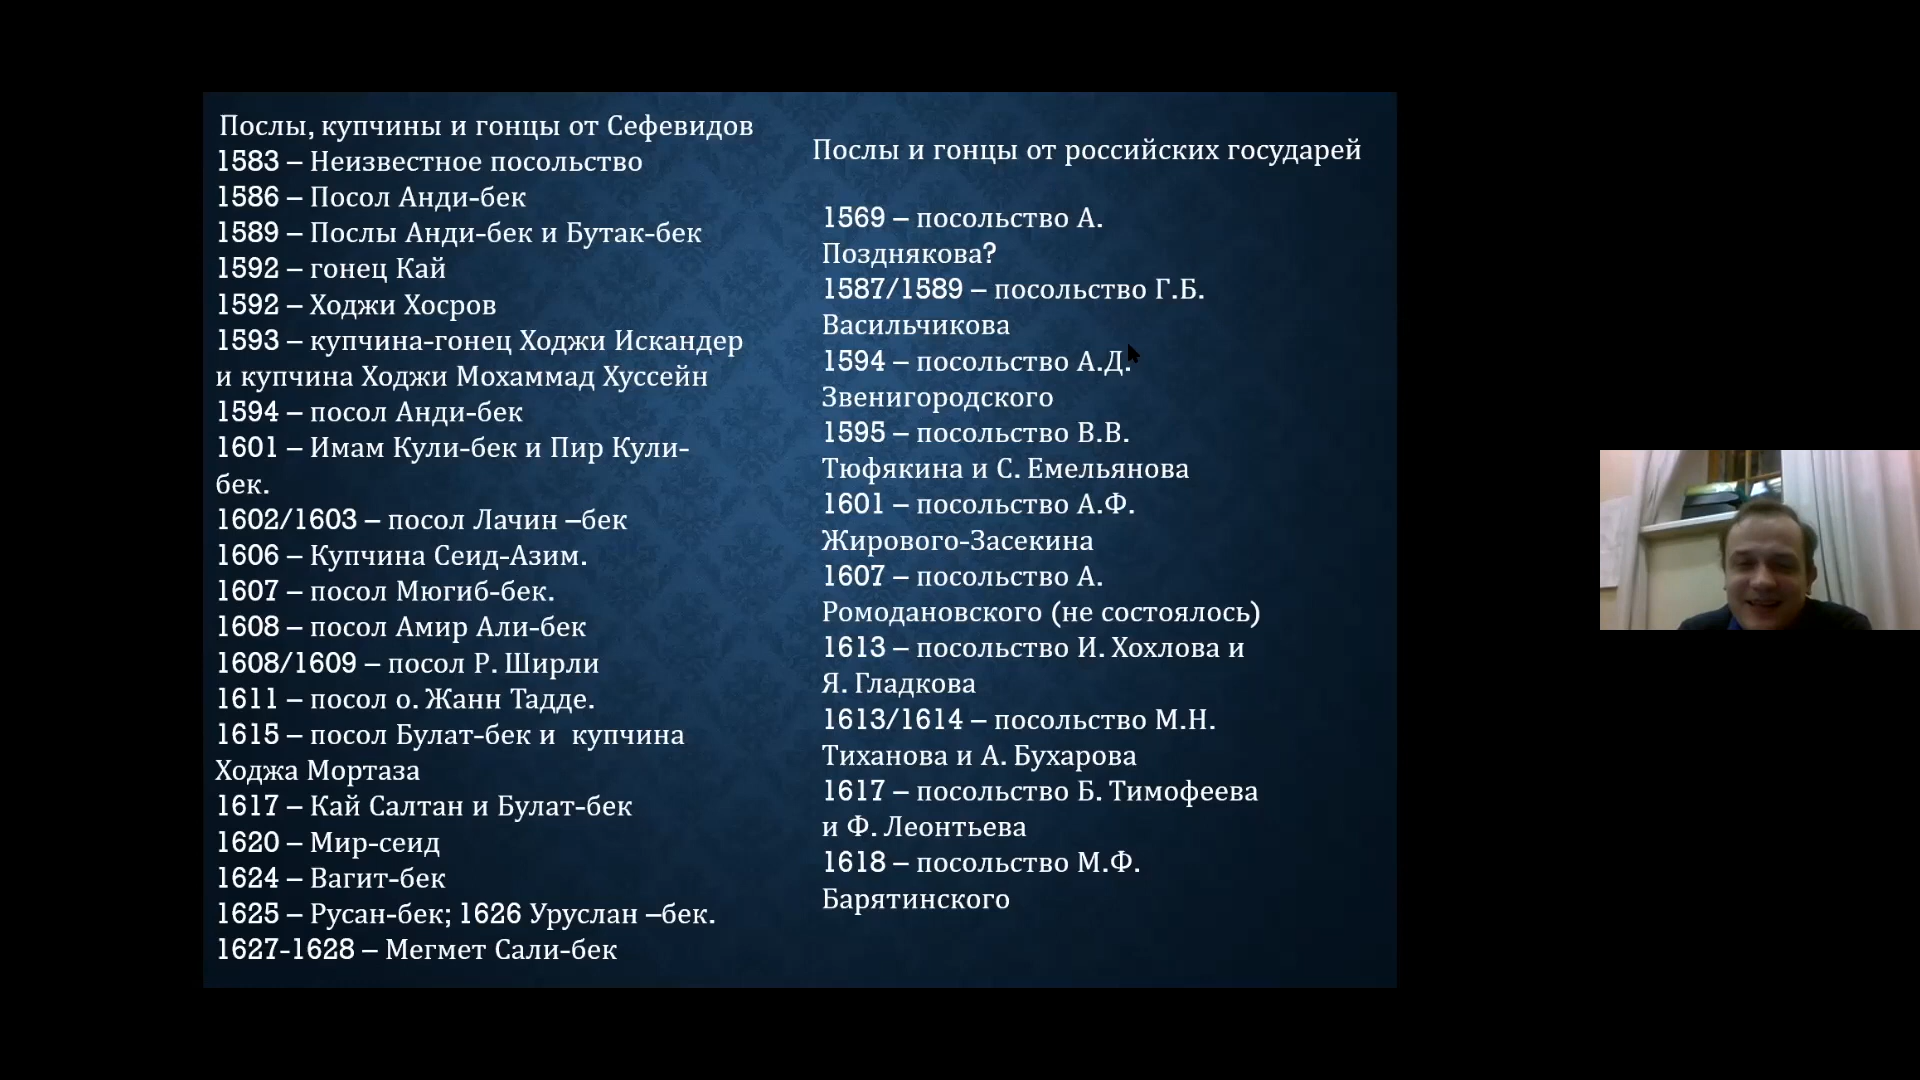 Послы, купчины и гонцы от Сефевидов
1583 – Неизвестное посольство
1586 – Посол Анди-бек
1589 – Послы Анди-бек и Бутак-бек
1592 – гонец Кай
1592 – Ходжи Хосров
1593 – купчина-гонец Ходжи Искандер
и купчина Ходжи Мохаммад Хуссейн
1594 – посол Анди-бек
1601 – Имам Кули-бек и Пир Кули-
бек.
1602/1603 – посол Лачин –бек
1606 – Купчина Сеид-Азим.
1607 – посол Мюгиб-бек.
1608 – посол Амир Али-бек
1608/1609 – посол Р. Ширли
1611 – посол о. Жанн Тадде.
1615 – посол Булат-бек и купчина
Ходжа Мортаза
1617 – Кай Салтан и Булат-бек
1620 – Мир-сеид
1624 – Вагит-бек
1625 – Русан-бек; 1626 Уруслан –бек.
1627-1628 – Мегмет Сали-бек
Послы и гонцы от российских государей
1569 – посольство А.
Позднякова?
1587/1589 – посольство Г.Б.
Васильчикова
1594 – посольство А.Д.
Звенигородского
1595 – посольство В.В.
Тюфякина и С. Емельянова
1601 – посольство А.Ф.
Жирового-Засекина
1607 – посольство А.
Ромодановского (не состоялось)
1613 – посольство И. Хохлова и
Я. Гладкова
1613/1614 – посольство М.Н.
Тиханова и А. Бухарова
1617 – посольство Б. Тимофеева
и Ф. Леонтьева
1618 – посольство М.Ф.
Барятинского